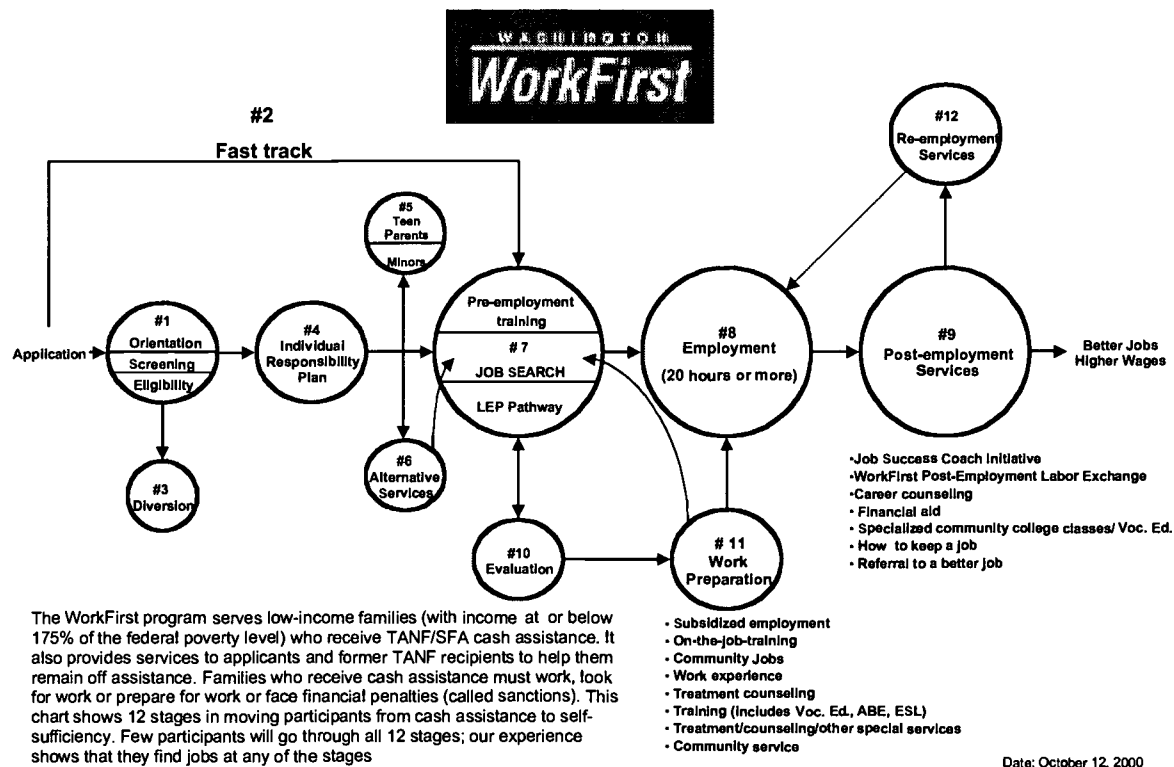 WASHINGTON
WorkFirst
#2
Fast track
#12
Re-employment
Services
#5
Teen
Parents
Minors
Application
#1
Orientation
Screening
Eligibility
#4
Individual
Responsibility
Plan
Pre-employment
training
# 7
JOB SEARCH
LEP Pathway
#8
Employment
(20 hours or more)
#9
Post-employment
Services
Better Jobs
Higher Wages
#3
Diversion
#6
Alternative
Services
#10
Evaluation
# 11
Work
Preparation
•Job Success Coach Initiative
•WorkFirst Post-Employment Labor Exchange
•Career counseling
• Financial aid
• Specialized community college classes/ Voc. Ed.
• How to keep a job
• Referral to a better job
• Subsidized employment
• On-the-job-training
• Community Jobs
• Work experience
• Treatment counseling
• Training (includes Voc. Ed., ABE, ESL)
• Treatment/counseling/other special services
• Community service
The WorkFirst program serves low-income families (with income at or below
175% of the federal poverty level) who receive TANF/SFA cash assistance. It
also provides services to applicants and former TANF recipients to help them
remain off assistance. Families who receive cash assistance must work, look
for work or prepare for work or face financial penalties (called sanctions). This
chart shows 12 stages in moving participants from cash assistance to self-
sufficiency. Few participants will go through all 12 stages; our experience
shows that they find jobs at any of the stages
Date: October 12, 2000